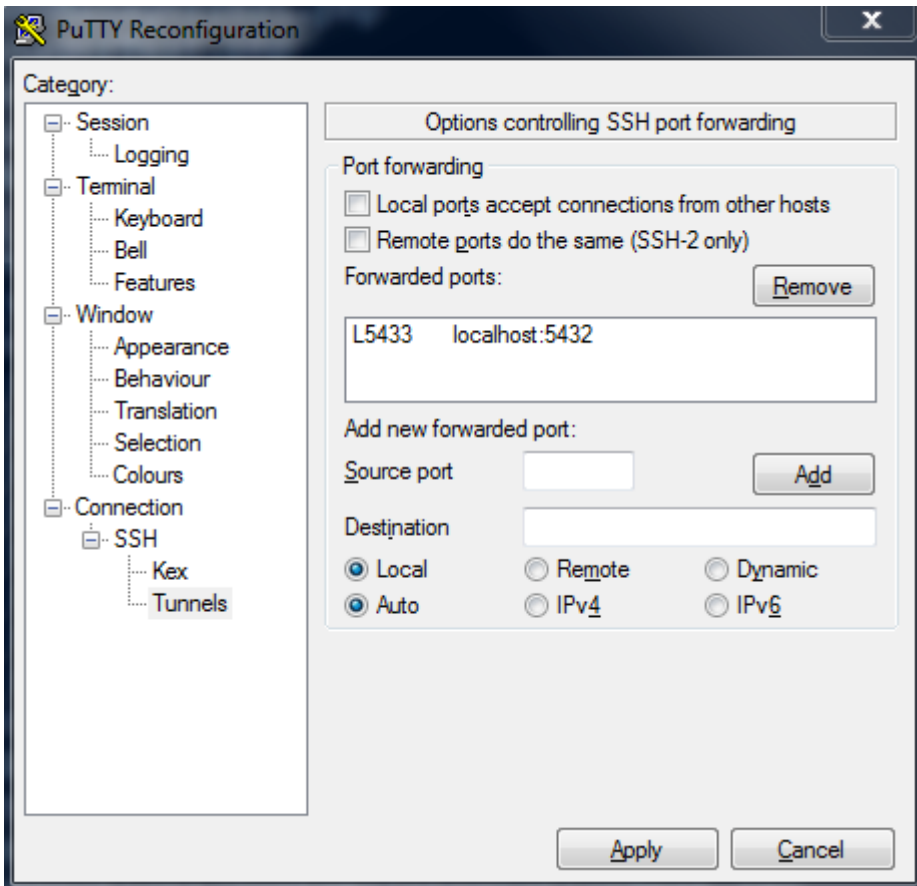 PuTTY Reconfiguration
x
Category:
Session
Logging
Terminal
Keyboard
Bell
Features
Window
Appearance
Behaviour
Translation
Selection
Colours
Connection
SSH
Kex
Tunnels
Options controlling SSH port forwarding
Port forwarding
Local ports accept connections from other hosts
Remote ports do the same (SSH-2 only)
Forwarded ports:
Remove
L5433 localhost:5432
Add new forwarded port:
Source port
Add
Destination
Local Remote Dynamic
Auto IPv4 IPv6
Apply Cancel